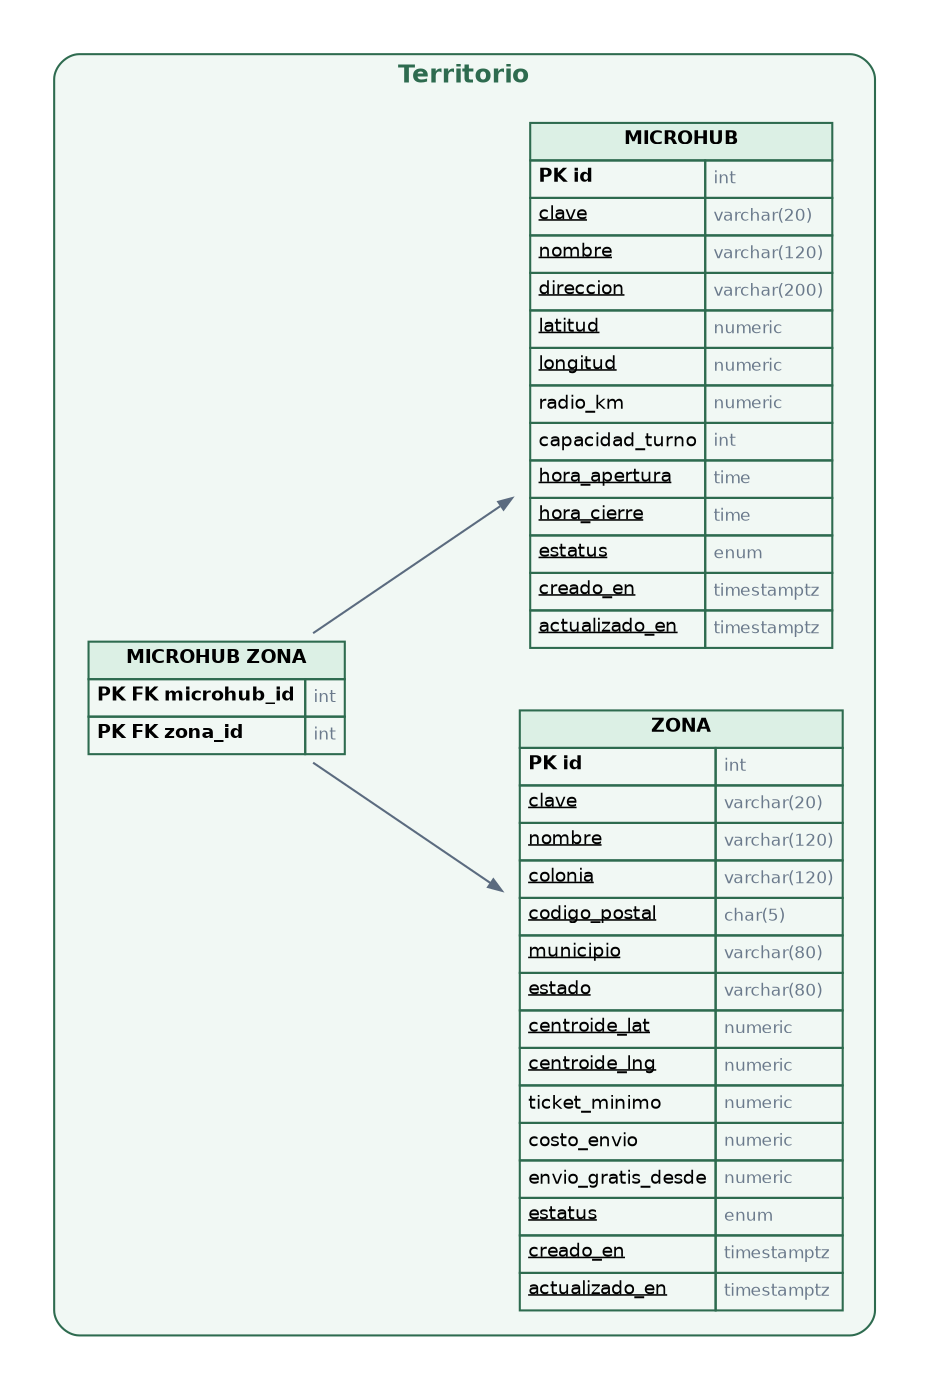 Territorio
MICROHUB
PK id int
clave varchar(20)
nombre varchar(120)
direccion varchar(200)
latitud numeric
longitud numeric
radio_km numeric
capacidad_turno int
hora_apertura time
hora_cierre time
estatus enum
creado_en timestamptz
actualizado_en timestamptz
MICROHUB ZONA
PK FK microhub_id int
PK FK zona_id int
ZONA
PK id int
clave varchar(20)
nombre varchar(120)
colonia varchar(120)
codigo_postal char(5)
municipio varchar(80)
estado varchar(80)
centroide_lat numeric
centroide_lng numeric
ticket_minimo numeric
costo_envio numeric
envio_gratis_desde numeric
estatus enum
creado_en timestamptz
actualizado_en timestamptz